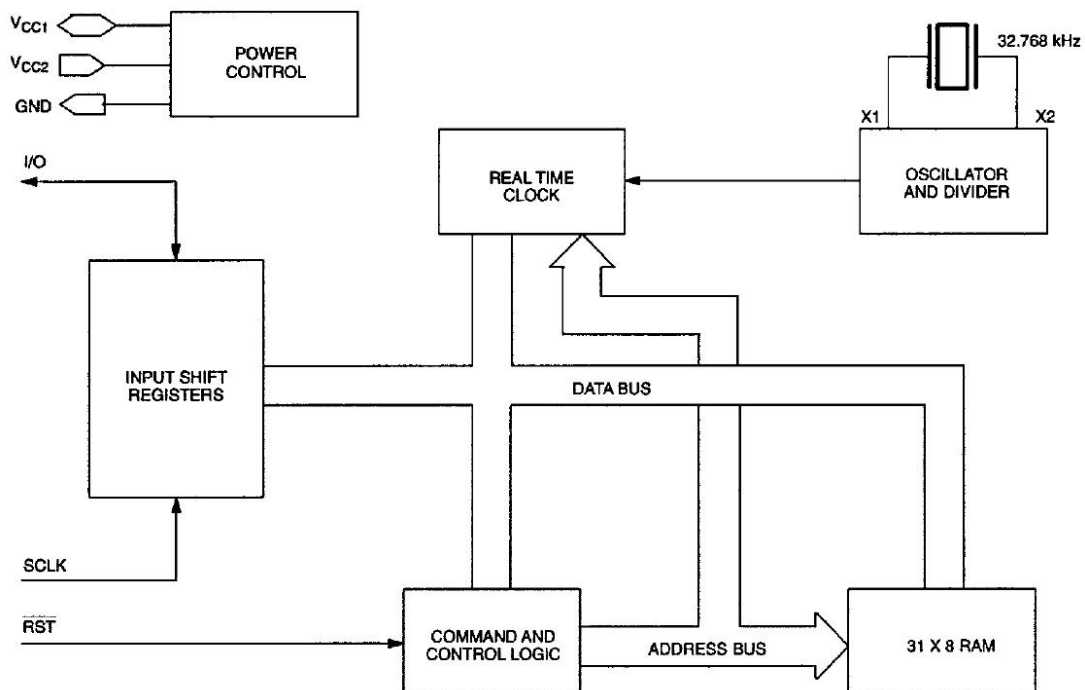 VCC1
VCC2
GND
POWER
CONTROL
32.768 kHz
X1
X2
I/O
REAL TIME
CLOCK
OSCILLATOR
AND DIVIDER
INPUT SHIFT
REGISTERS
DATA BUS
SCLK
RST
COMMAND AND
CONTROL LOGIC
ADDRESS BUS
31 X 8 RAM